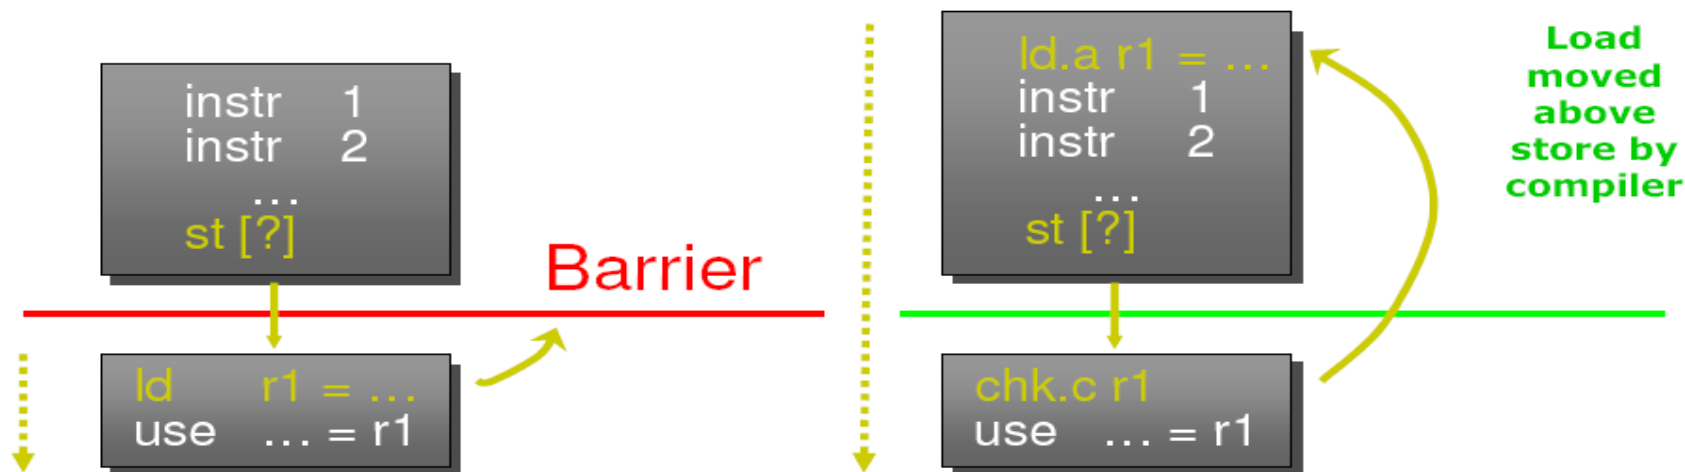 instr 1
instr 2
...
st [?]
Barrier
ld r1 = ...
use ... = r1
ld.a r1 = ...
instr 1
instr 2
...
st [?]
chk.c r1
use ... = r1
Load
moved
above
store by
compiler